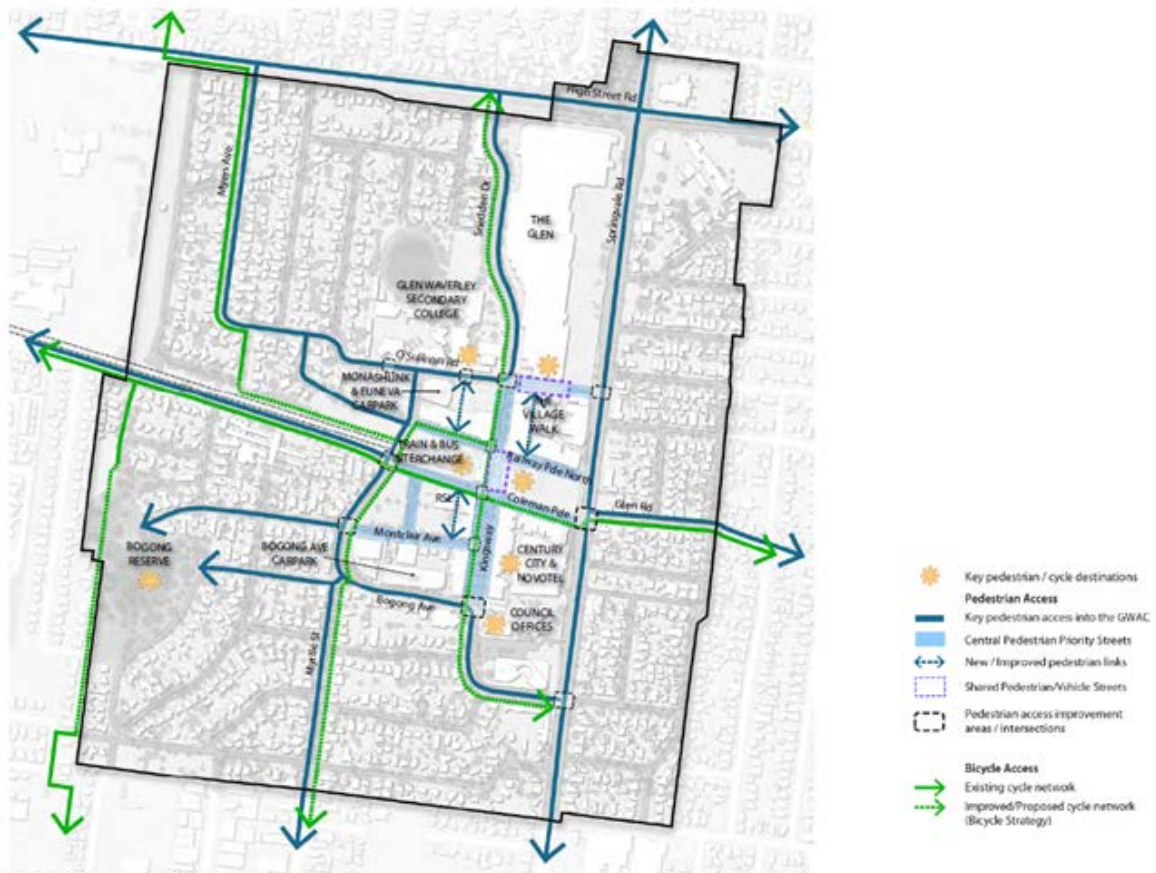 High Street Rd
Myers Ave
Snedden Dr
Springvale Rd
THE
GLEN
GLEN WAVERLEY
SECONDARY
COLLEGE
O'Sullivan Rd
MONASHLINK
& EUNEVA
CARPARK
THE
VILLAGE
WALK
TRAIN & BUS
INTERCHANGE
Railway Pde North
RSL
Coleman Pde
Glen Rd
Montclair Ave
Kingsway
BOGONG
RESERVE
BOGONG AVE
CARPARK
CENTURY
CITY &
NOVOTEL
Bogong Ave
COUNCIL
OFFICES
Myrtle St
Key pedestrian / cycle destinations
Pedestrian Access
Key pedestrian access into the GWAC
Central Pedestrian Priority Streets
New / Improved pedestrian links
Shared Pedestrian/Vehicle Streets
Pedestrian access improvement
areas / intersections
Bicycle Access
Existing cycle network
Improved/Proposed cycle network
(Bicycle Strategy)